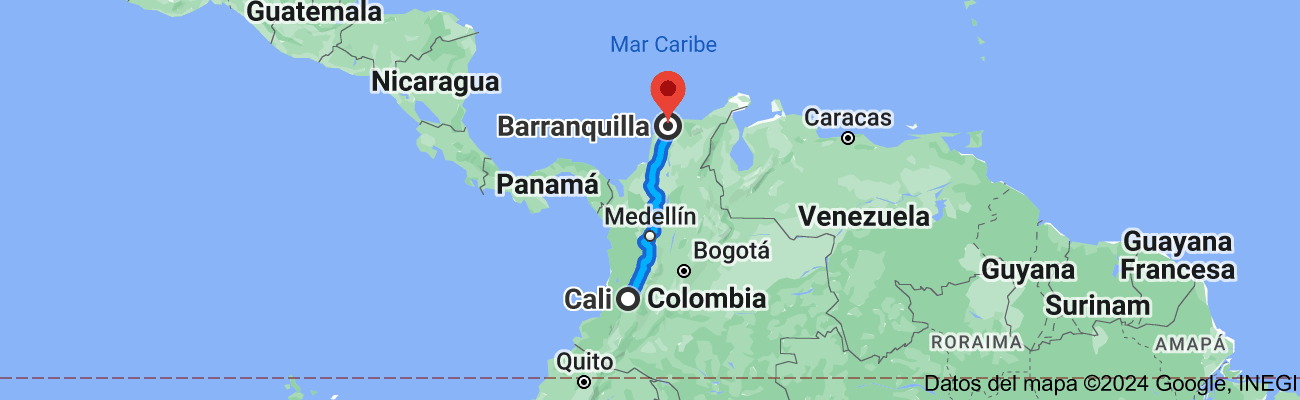 Guatemala
Mar Caribe
Nicaragua
Caracas
Barranquilla
Panamá
Medellín
Venezuela
Bogotá
Guayana
Francesa
Guyana
Cali
Colombia
Surinam
RORAIMA
AMAPÁ
Quito
Datos del mapa ©2024 Google, INEGI